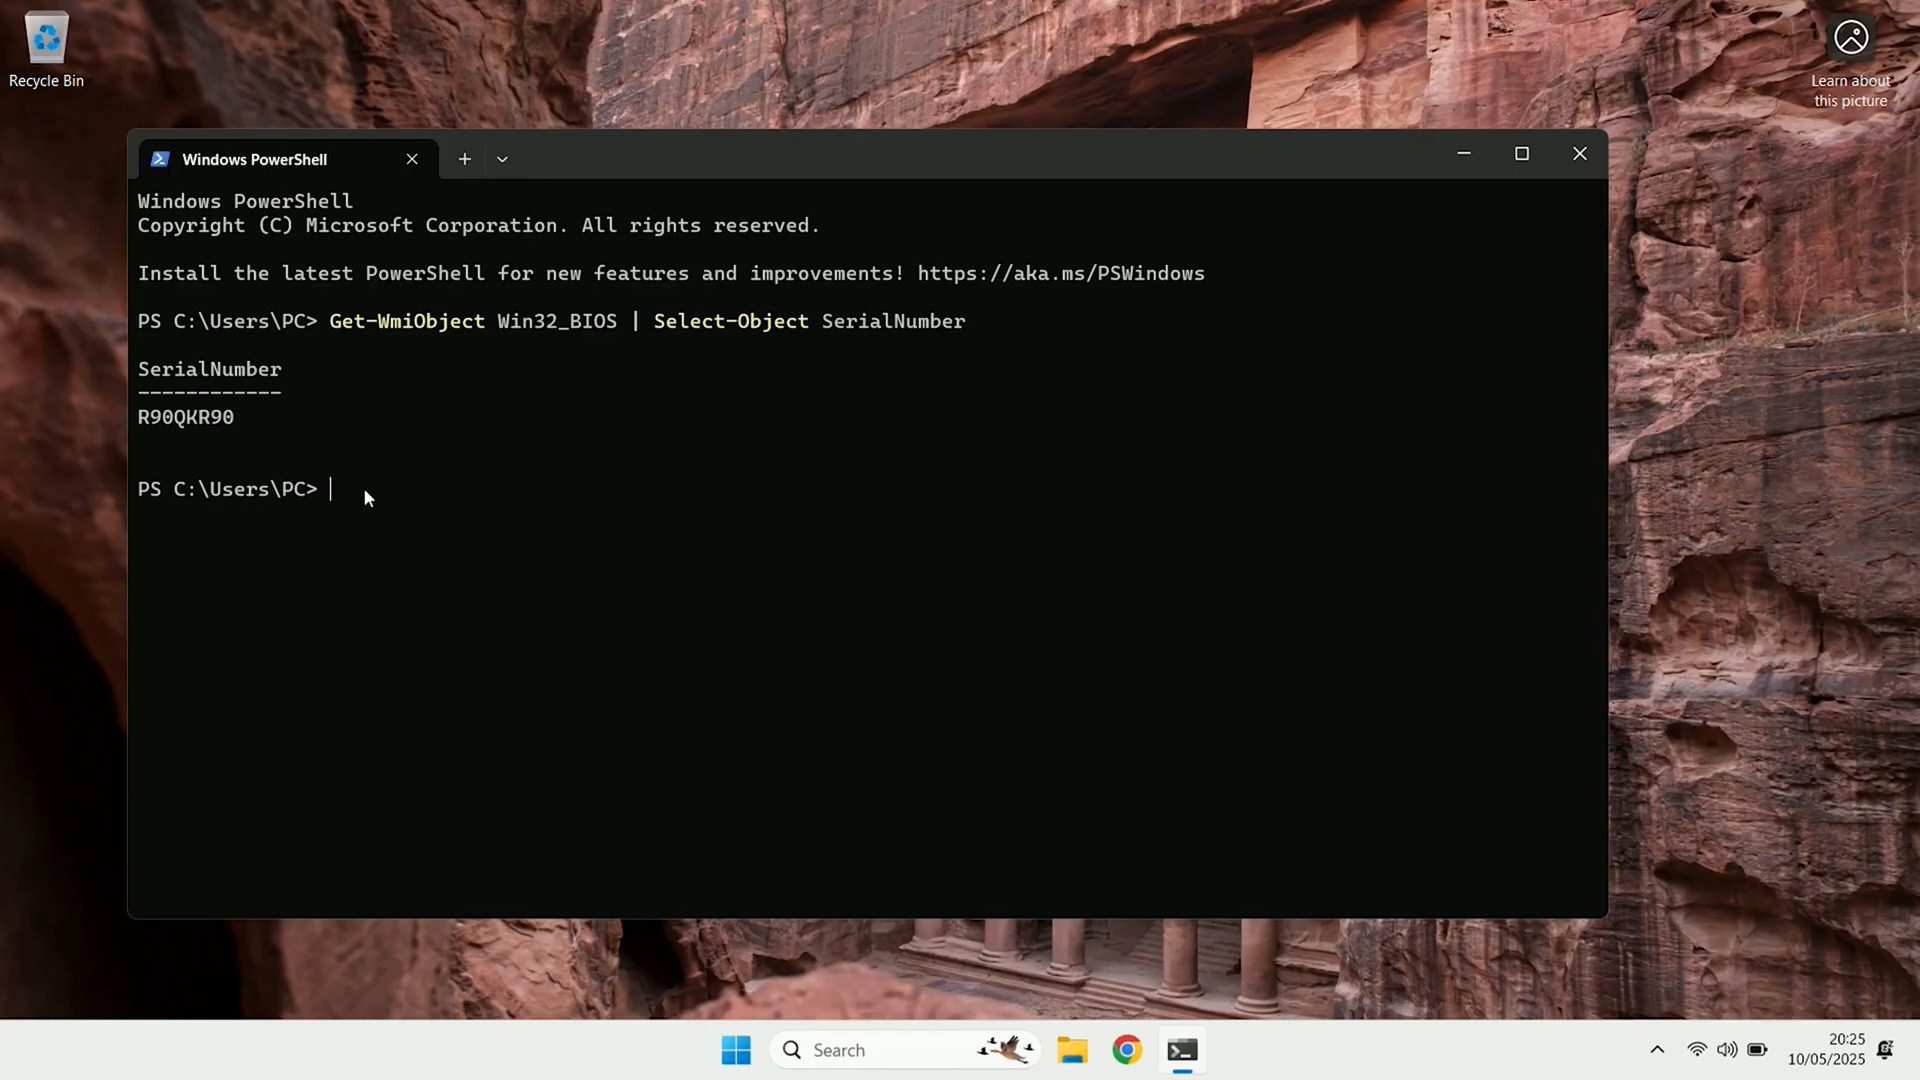 Recycle Bin
Learn about
this picture
Windows PowerShell
Windows PowerShell
Copyright (C) Microsoft Corporation. All rights reserved.
Install the latest PowerShell for new features and improvements! https://aka.ms/PSWindows
PS C:\Users\PC> Get-WmiObject Win32_BIOS | Select-Object SerialNumber
SerialNumber
------------
R90QKR90
PS C:\Users\PC>
Search
20:25
10/05/2025